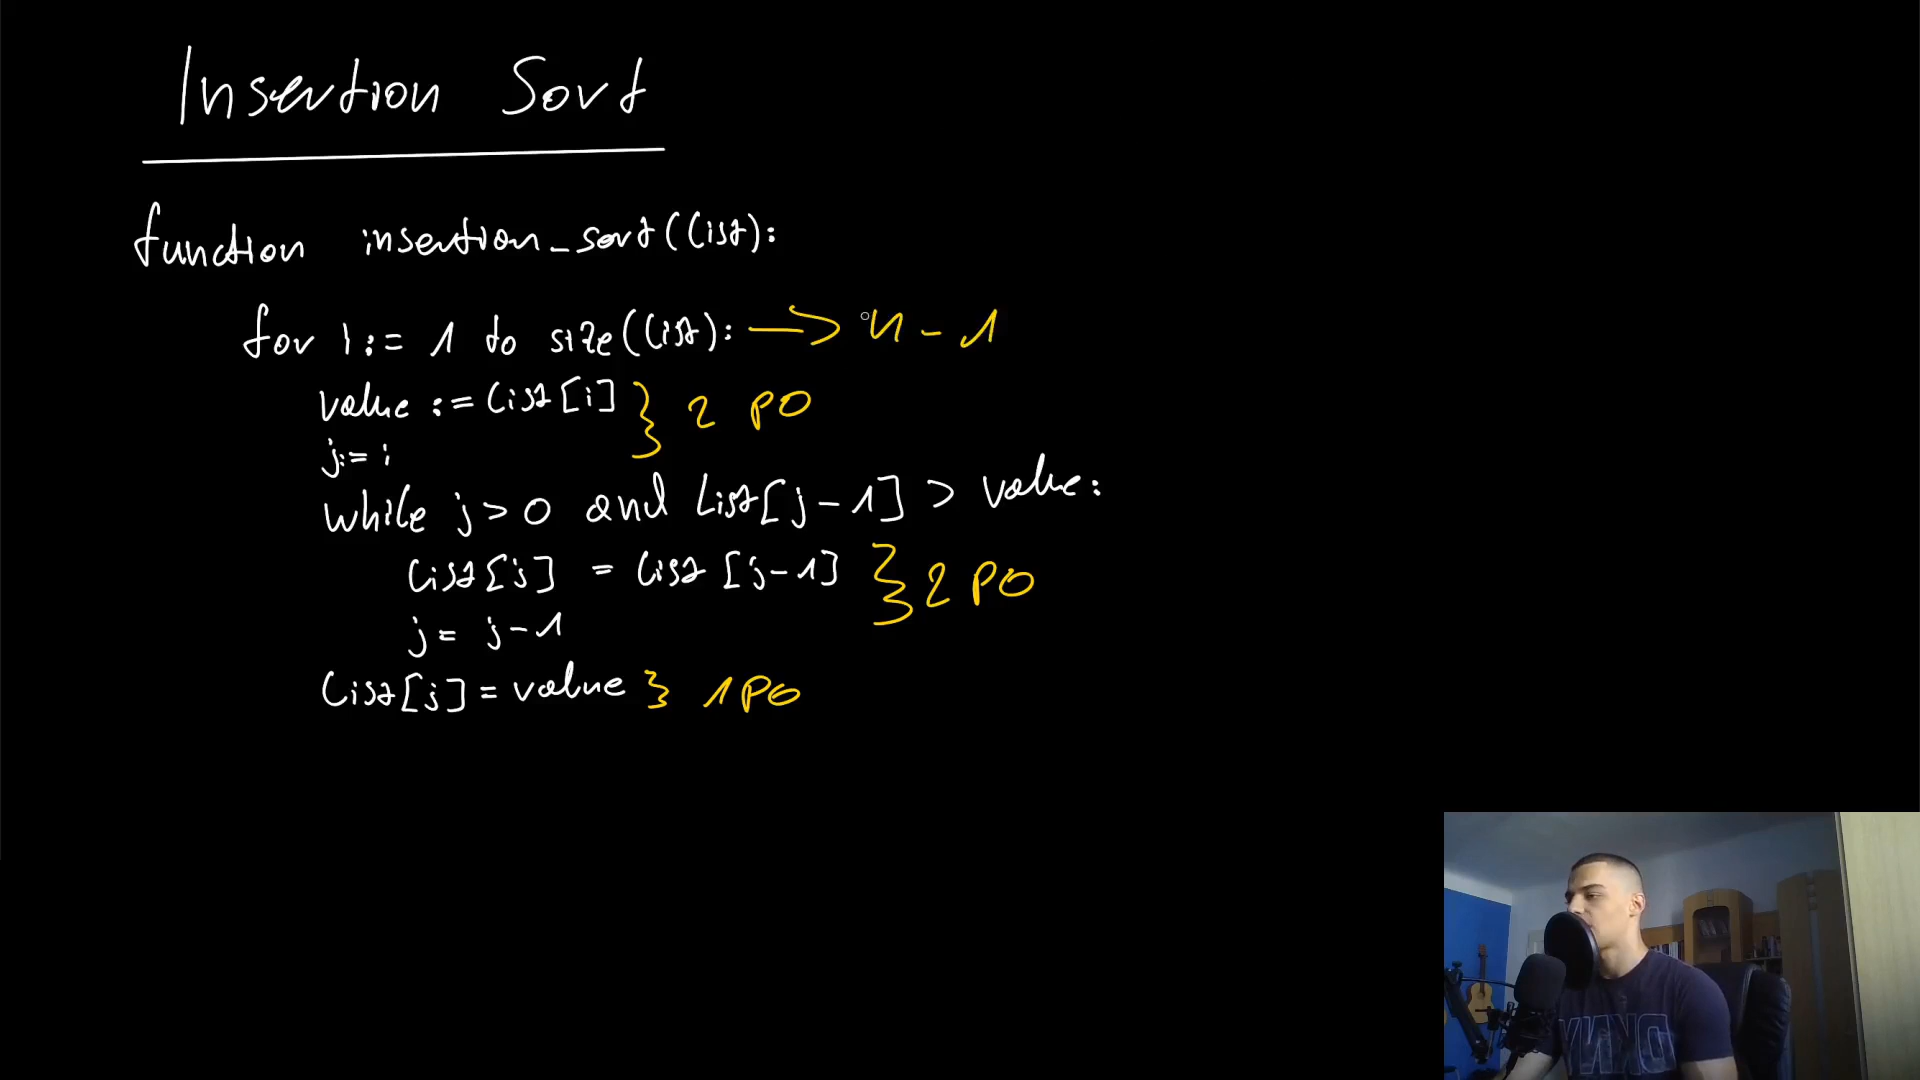 Insertion Sort
function insertion_sort(list):
for i := 1 to size(list): → n - 1
value := list[i] } 2 PO
j := i
while j > 0 and list[j-1] > value:
list[j] = list[j-1] } 2 PO
j = j-1
list[j] = value } 1 PO